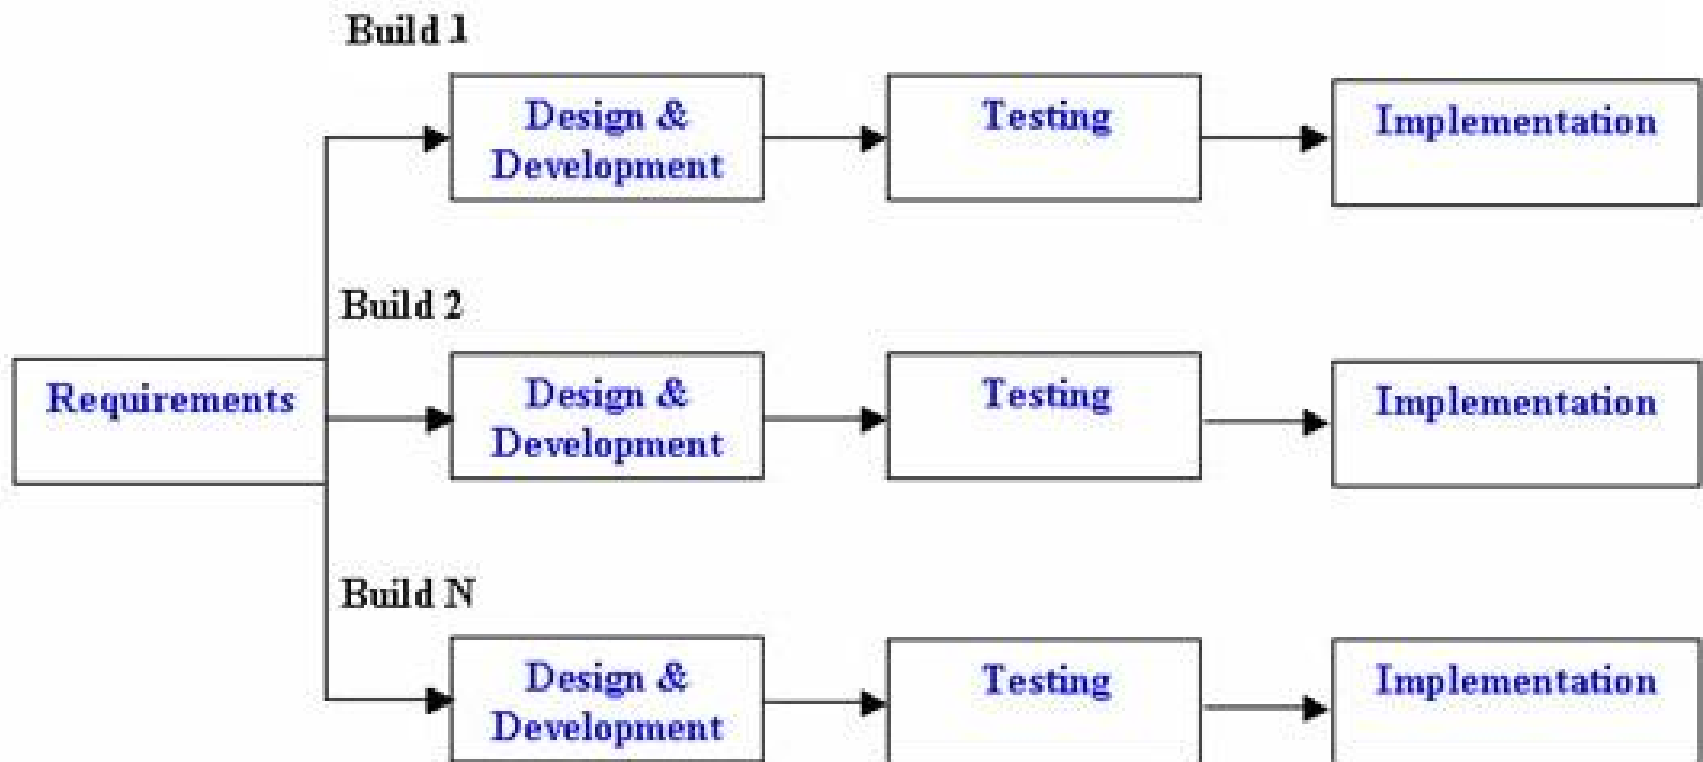 Build 1
Design &
Development
Testing
Implementation
Build 2
Requirements
Design &
Development
Testing
Implementation
Build N
Design &
Development
Testing
Implementation